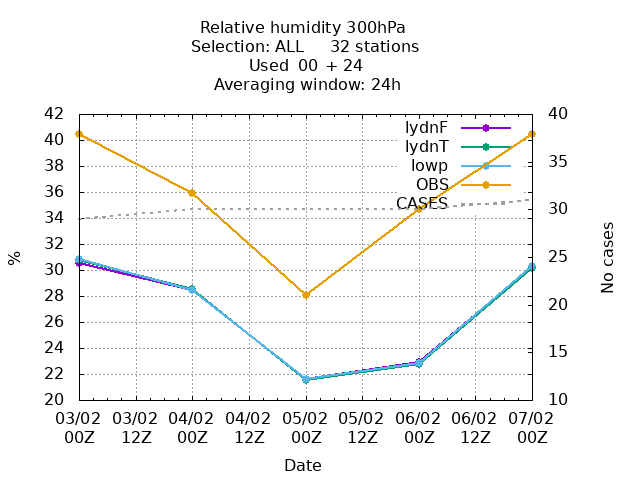 Relative humidity 300hPa
Selection: ALL 32 stations
Used 00 + 24
Averaging window: 24h
42 40
40
38 35
36
34 30
32
30 25
28
26 20
24
22 15
20 10
lydnF
lydnT
lowp
OBS
CASES
%
No cases
03/02 03/02 04/02 04/02 05/02 05/02 06/02 06/02 07/02
00Z 12Z 00Z 12Z 00Z 12Z 00Z 12Z 00Z
Date